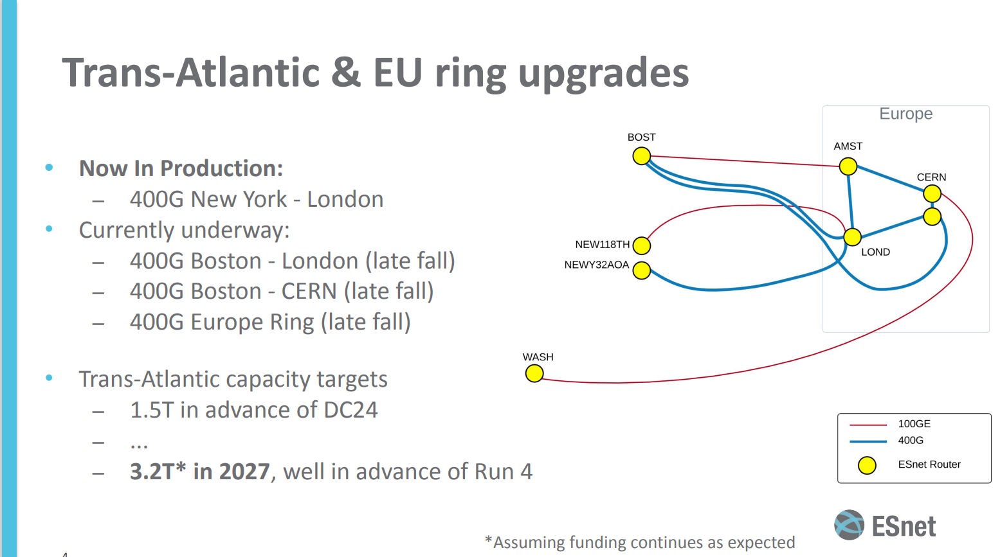 Trans-Atlantic & EU ring upgrades
• Now In Production:
– 400G New York - London
• Currently underway:
– 400G Boston - London (late fall)
– 400G Boston - CERN (late fall)
– 400G Europe Ring (late fall)
• Trans-Atlantic capacity targets
– 1.5T in advance of DC24
– ...
– 3.2T* in 2027, well in advance of Run 4
Europe
BOST
AMST
CERN
NEW118TH
NEWY32AOA
LOND
WASH
100GE
400G
ESnet Router
ESnet
*Assuming funding continues as expected
4